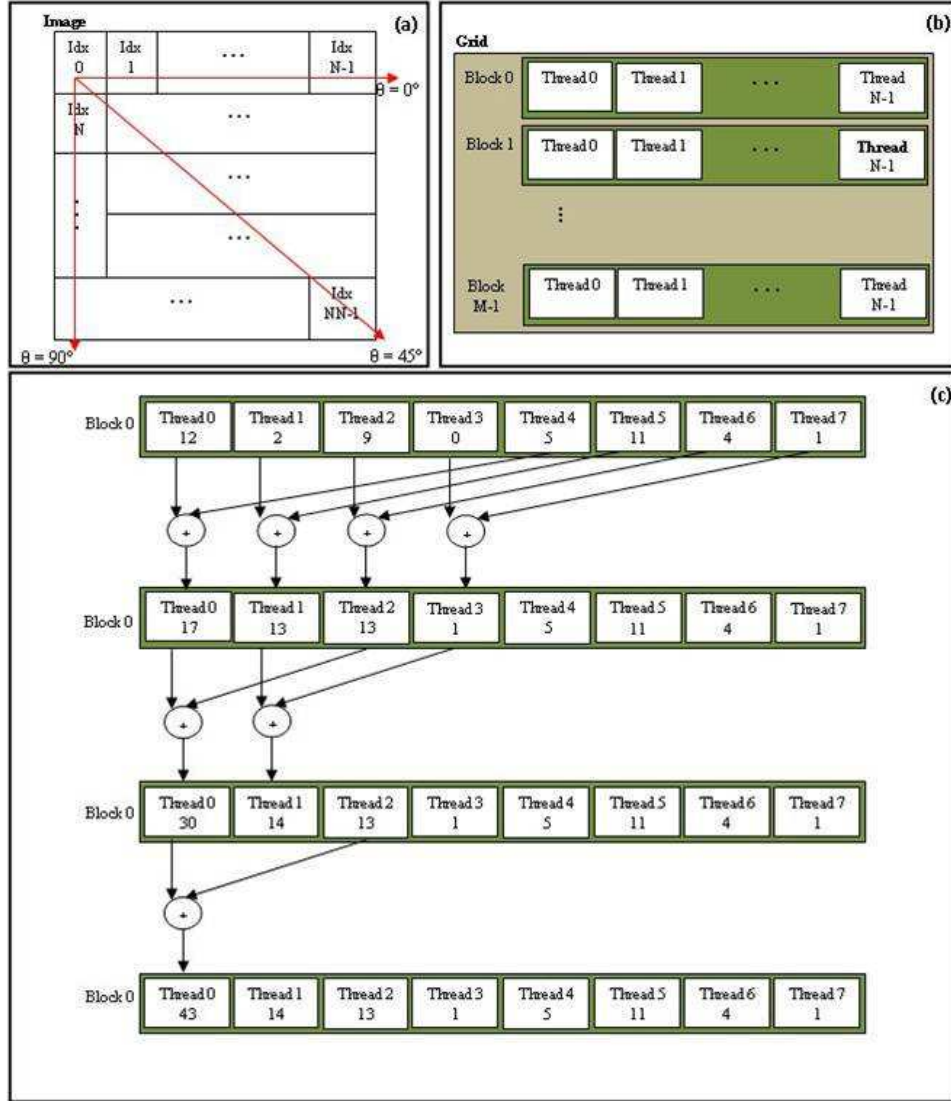 Image
(a)
Idx 0
Idx 1
...
Idx N-1
θ = 0°
Idx N
...
...
...
...
...
Idx NN-1
θ = 90°
θ = 45°
(b)
Grid
Block 0
Thread 0
Thread 1
...
Thread N-1
Block 1
Thread 0
Thread 1
...
Thread N-1
...
Block M-1
Thread 0
Thread 1
...
Thread N-1
(c)
Block 0
Thread 0 12
Thread 1 2
Thread 2 9
Thread 3 0
Thread 4 5
Thread 5 11
Thread 6 4
Thread 7 1
+ + + +
Block 0
Thread 0 17
Thread 1 13
Thread 2 13
Thread 3 1
Thread 4 5
Thread 5 11
Thread 6 4
Thread 7 1
+ +
Block 0
Thread 0 30
Thread 1 14
Thread 2 13
Thread 3 1
Thread 4 5
Thread 5 11
Thread 6 4
Thread 7 1
+
Block 0
Thread 0 43
Thread 1 14
Thread 2 13
Thread 3 1
Thread 4 5
Thread 5 11
Thread 6 4
Thread 7 1